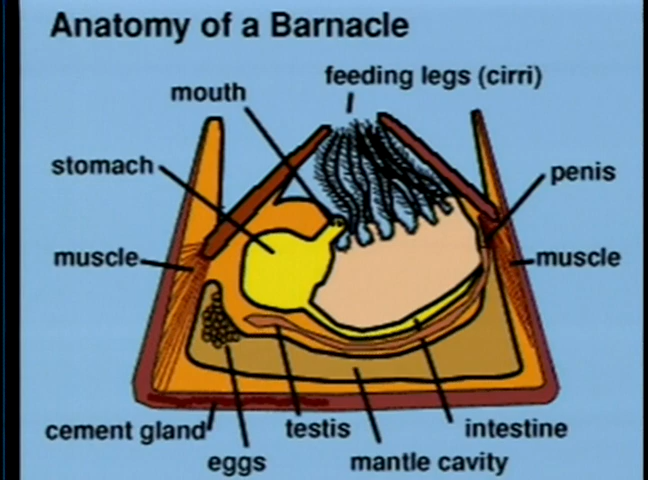 Anatomy of a Barnacle
feeding legs (cirri)
mouth
stomach
penis
muscle
muscle
cement gland
testis
intestine
eggs
mantle cavity